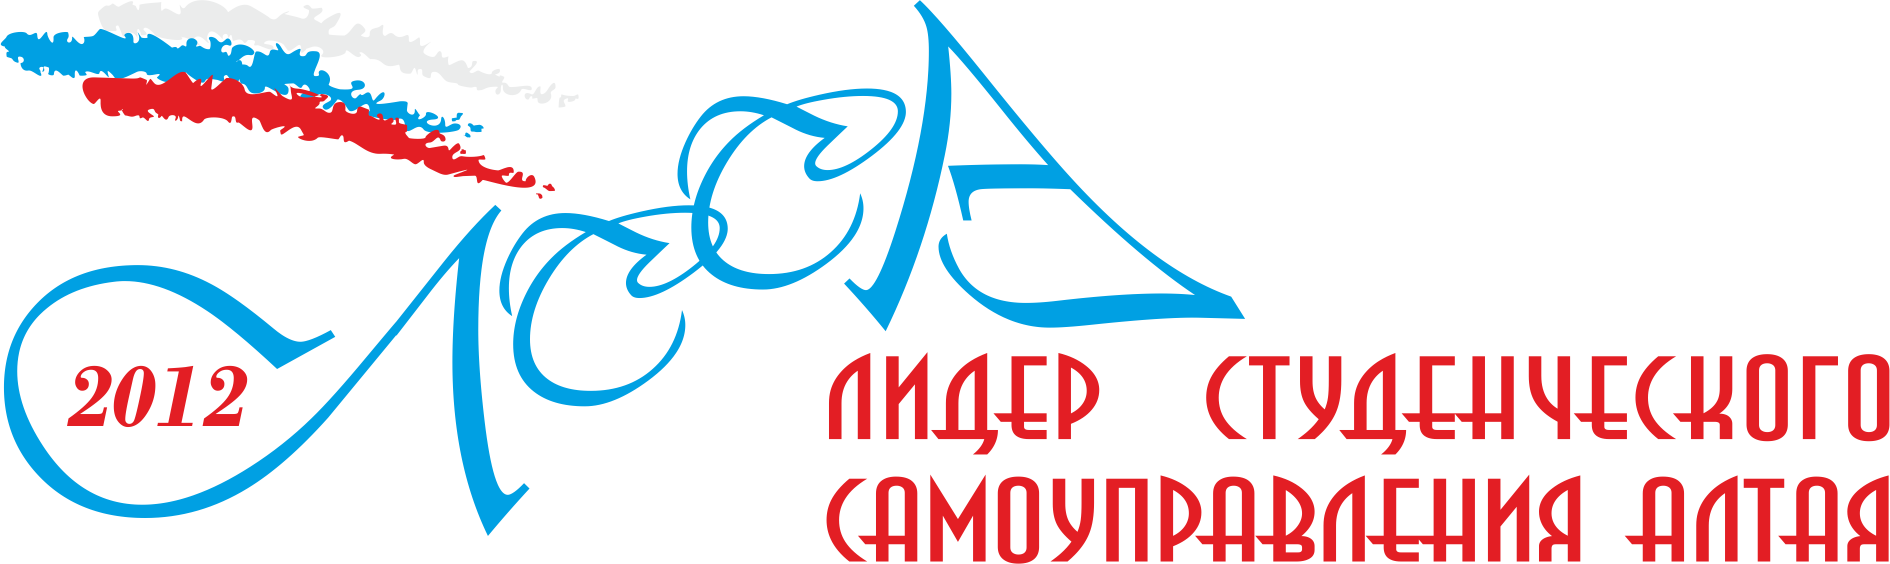 ЛССА
2012
ЛИДЕР СТУДЕНЧЕСКОГО
САМОУПРАВЛЕНИЯ АЛТАЯ